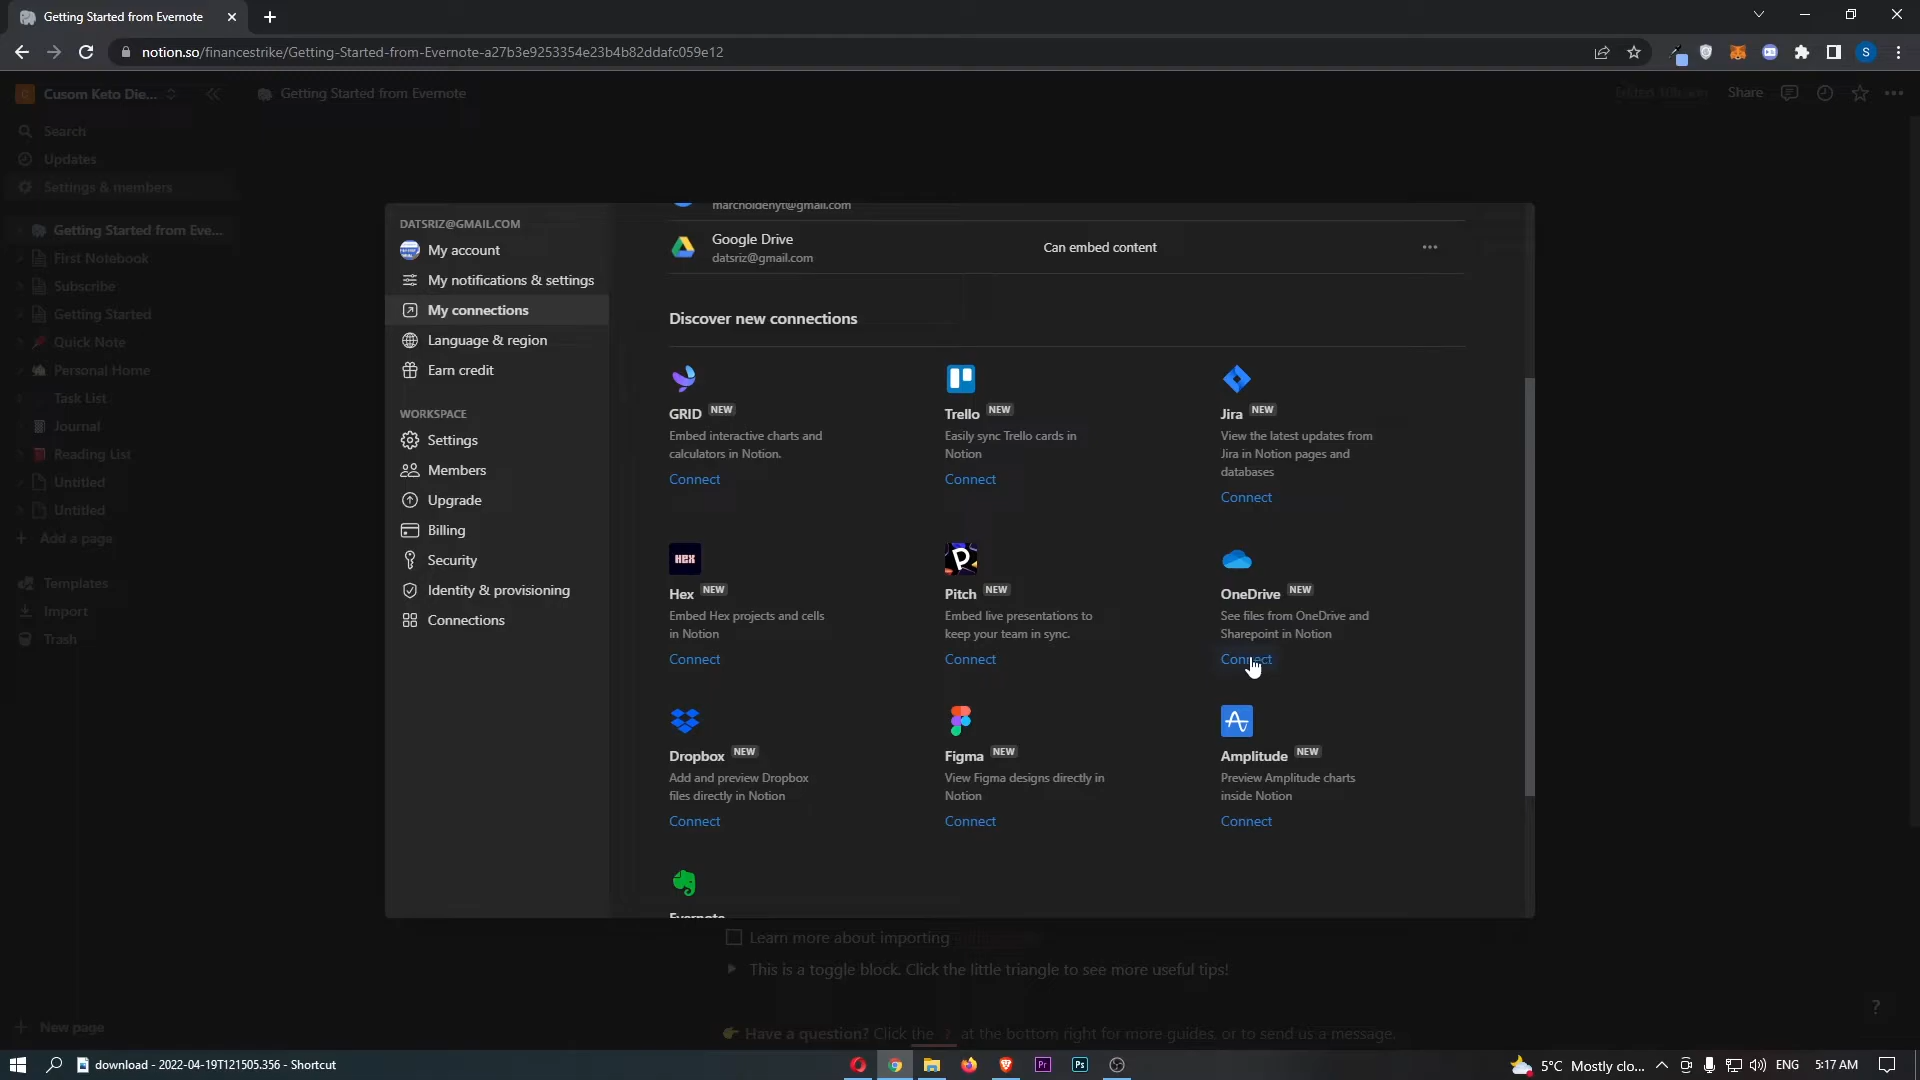 Getting Started from Evernote
notion.so/financestrike/Getting-Started-from-Evernote-a27b3e9253354e23b4b82ddafc059e12
S
Cusom Keto Die...
Getting Started from Evernote
Share
Search
Updates
Settings & members
Getting Started from Eve...
First Notebook
Subscribe
Getting Started
Quick Note
Personal Home
Task List
Journal
Reading List
Untitled
Untitled
Add a page
Templates
Import
Trash
New page
DATSRIZ@GMAIL.COM
My account
My notifications & settings
My connections
Language & region
Earn credit
WORKSPACE
Settings
Members
Upgrade
Billing
Security
Identity & provisioning
Connections
marcholdenyt@gmail.com
Google Drive
datsriz@gmail.com
Can embed content
Discover new connections
GRID NEW
Embed interactive charts and
calculators in Notion.
Connect
Trello NEW
Easily sync Trello cards in
Notion
Connect
Jira NEW
View the latest updates from
Jira in Notion pages and
databases
Connect
HEX
Hex NEW
Embed Hex projects and cells
in Notion
Connect
Pitch NEW
Embed live presentations to
keep your team in sync.
Connect
OneDrive NEW
See files from OneDrive and
Sharepoint in Notion
Connect
Dropbox NEW
Add and preview Dropbox
files directly in Notion
Connect
Figma NEW
View Figma designs directly in
Notion
Connect
Amplitude NEW
Preview Amplitude charts
inside Notion
Connect
Evernote
Learn more about importing
This is a toggle block. Click the little triangle to see more useful tips!
Have a question? Click the ? at the bottom right for more guides, or to send us a message.
?
download - 2022-04-19T121505.356 - Shortcut
Pr
Ps
5°C Mostly clo...
ENG
5:17 AM